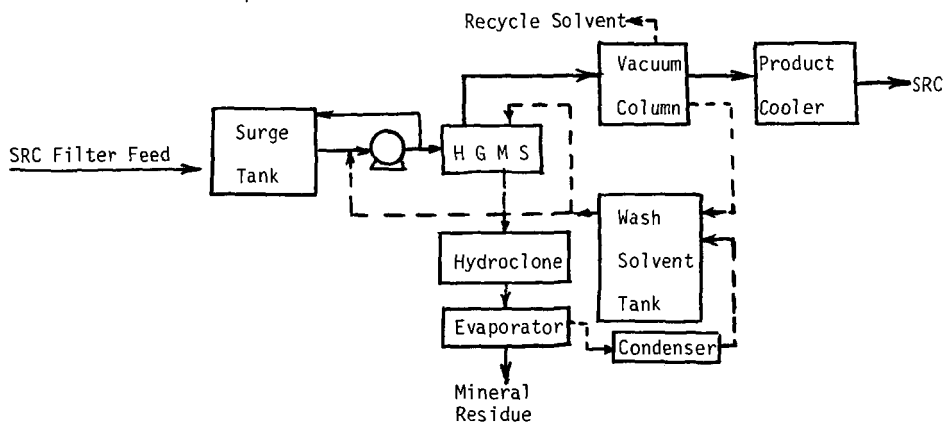 Recycle Solvent
Vacuum
Column
Product
Cooler
SRC
Surge
Tank
SRC Filter Feed
H G M S
Wash
Solvent
Tank
Hydroclone
Evaporator
Condenser
Mineral
Residue